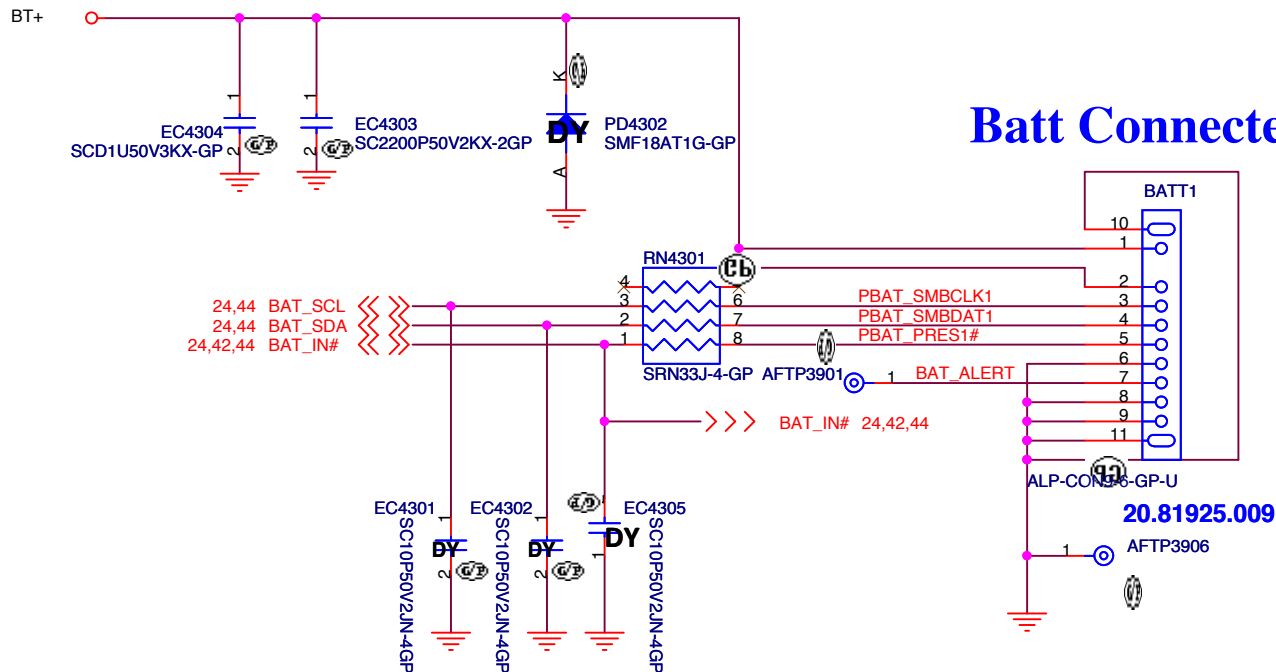 BT+
K
EC4304
SCD1U50V3KX-GP
1
2
EC4303
SC2200P50V2KX-2GP
1
2
G/P
G/P
DY
PD4302
SMF18AT1G-GP
A
Batt Connecte
BATT1
10
1
2
3
4
5
6
7
8
9
11
RN4301
4
3
2
1
6
7
8
SRN33J-4-GP
24,44 BAT_SCL
24,44 BAT_SDA
24,42,44 BAT_IN#
PBAT_SMBCLK1
PBAT_SMBDAT1
PBAT_PRES1#
AFTP3901
1
BAT_ALERT
BAT_IN# 24,42,44
ALP-CON9-6-GP-U
20.81925.009
1
AFTP3906
EC4301
SC10P50V2JN-4GP
1
DY
2
G/P
EC4302
SC10P50V2JN-4GP
1
DY
2
G/P
G/P
EC4305
SC10P50V2JN-4GP
DY
1